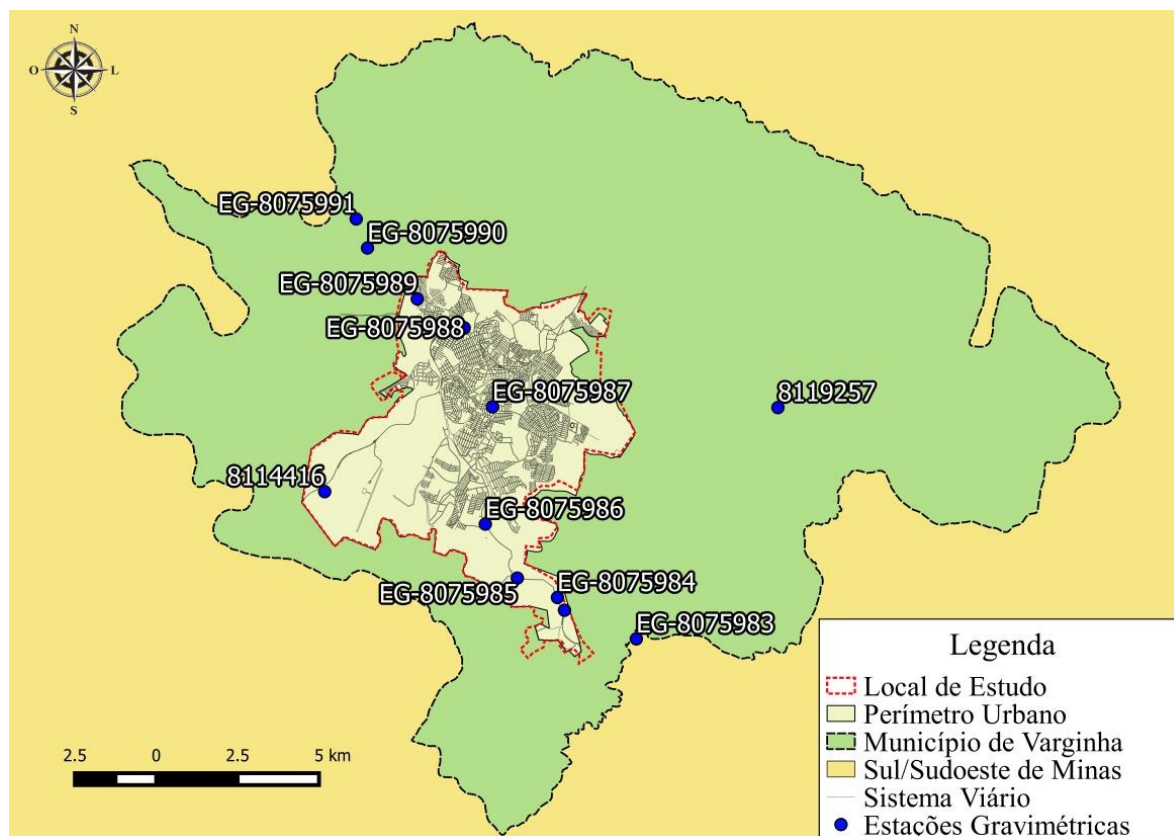 N
O
L
S
EG-8075991
EG-8075990
EG-8075989
EG-8075988
EG-8075987
8119257
8114416
EG-8075986
EG-8075985
EG-8075984
EG-8075983
2.5 0 2.5 5 km
Legenda
Local de Estudo
Perímetro Urbano
Município de Varginha
Sul/Sudoeste de Minas
Sistema Viário
Estações Gravimétricas